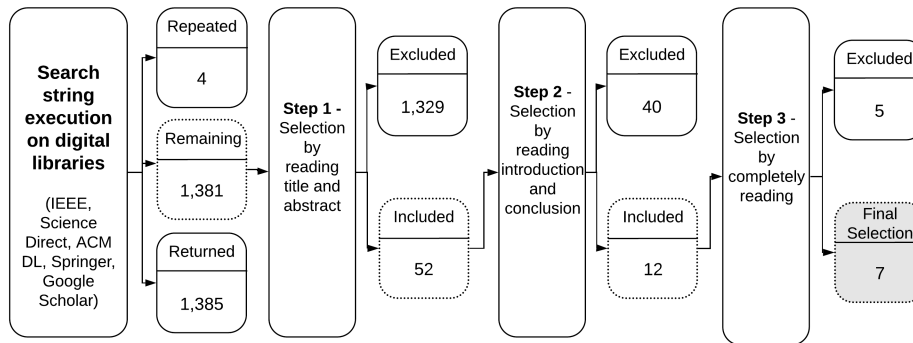 Search
string
execution
on digital
libraries
(IEEE,
Science
Direct, ACM
DL, Springer,
Google
Scholar)
Repeated
4
Remaining
1,381
Returned
1,385
Step 1 -
Selection
by
reading
title and
abstract
Excluded
1,329
Included
52
Step 2 -
Selection
by
reading
introduction
and
conclusion
Excluded
40
Included
12
Step 3 -
Selection
by
completely
reading
Excluded
5
Final
Selection
7